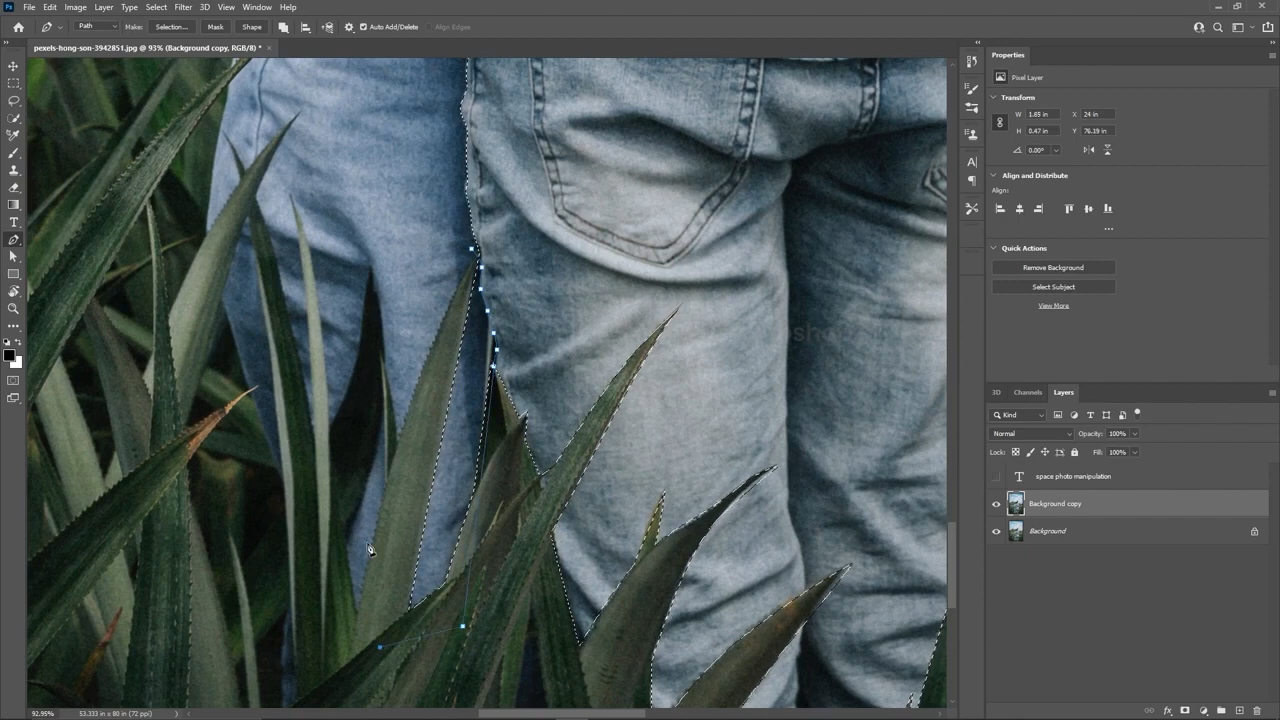 Ps File Edit Image Layer Type Select Filter 3D View Window Help
Path Make: Selection... Mask Shape Auto Add/Delete Align Edges
pexels-hong-son-3942851.jpg @ 93% (Background copy, RGB/8) * ×
Properties
Pixel Layer
Transform
W 1.65 in X 24 in
H 0.47 in Y 76.19 in
0.00°
Align and Distribute
Align:
Quick Actions
Remove Background
Select Subject
View More
3D Channels Layers
Kind
Normal Opacity: 100%
Lock: Fill: 100%
T space photo manipulation
Background copy
Background
92.95% 53.333 in x 80 in (72 ppi)